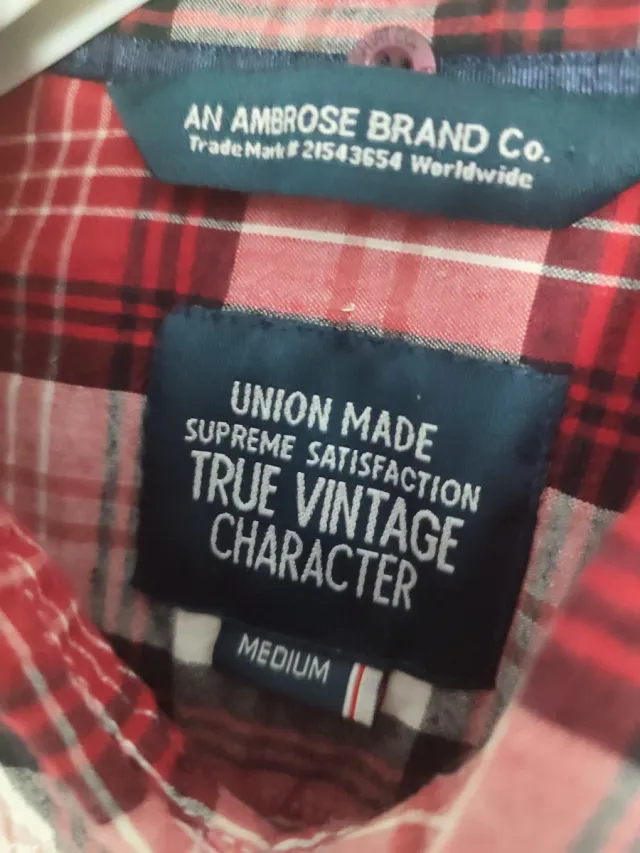 AN AMBROSE BRAND Co.
Trade Mark# 21543654 Worldwide
UNION MADE
SUPREME SATISFACTION
TRUE VINTAGE
CHARACTER
MEDIUM